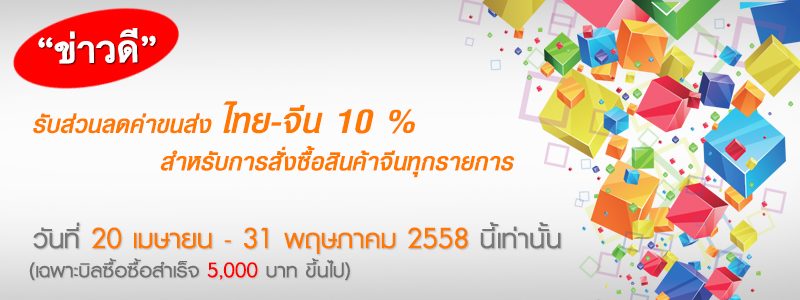 “ข่าวดี”
รับส่วนลดค่าขนส่ง ไทย-จีน 10 %
สำหรับการสั่งซื้อสินค้าจีนทุกรายการ
วันที่ 20 เมษายน - 31 พฤษภาคม 2558 นี้เท่านั้น
(เฉพาะบิลซื้อซื้อสำเร็จ 5,000 บาท ขึ้นไป)